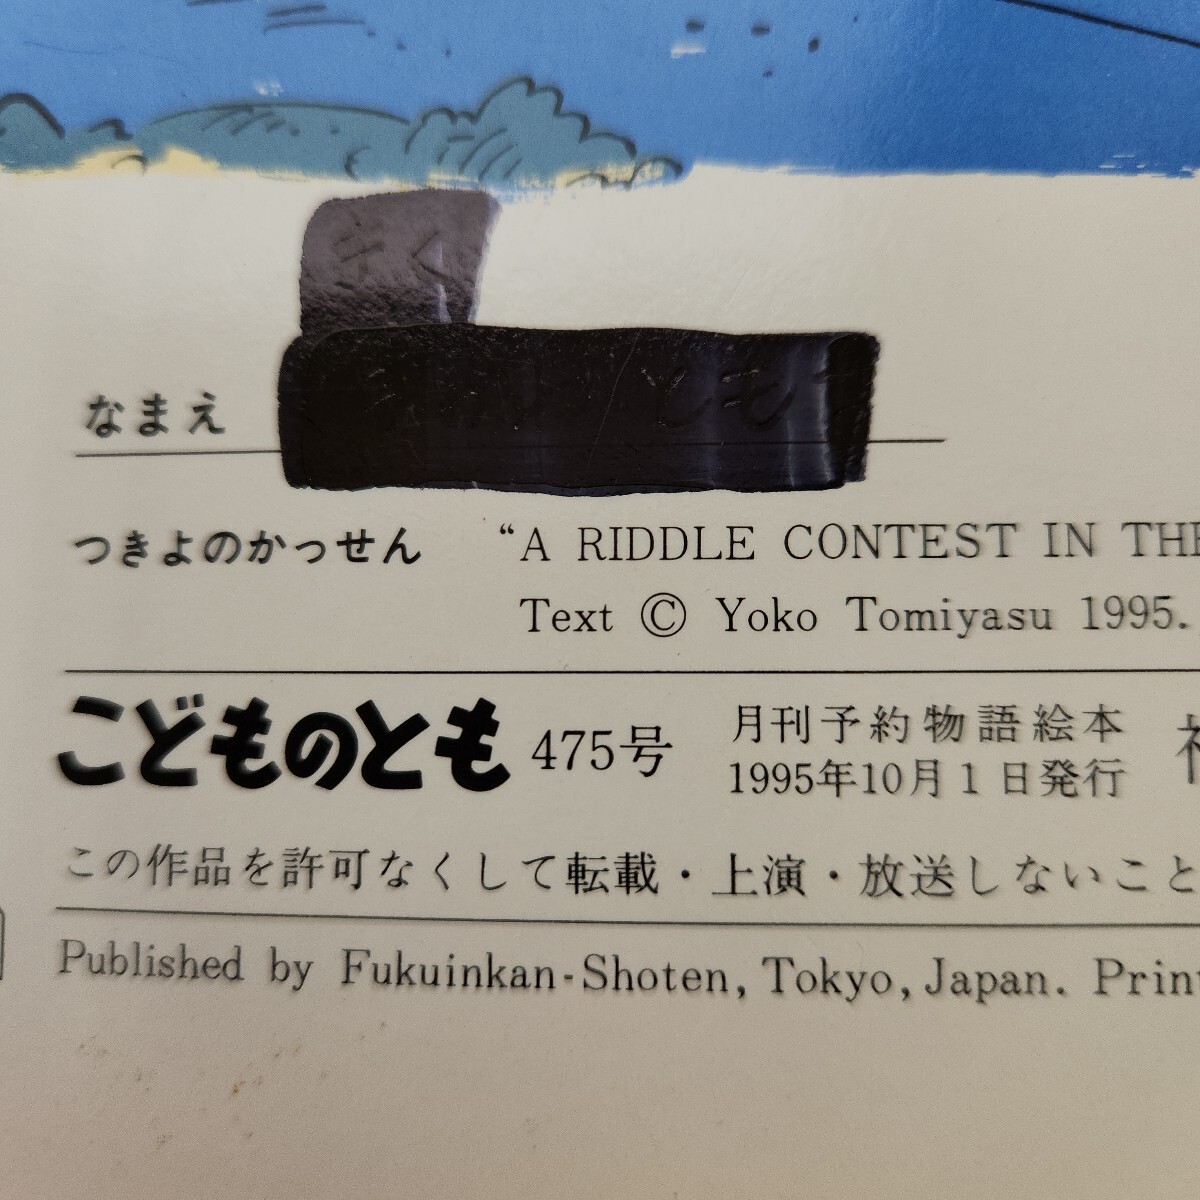 なまえ
つきよのかっせん “A RIDDLE CONTEST IN THE
Text © Yoko Tomiyasu 1995.
こどものとも 475号 月刊予約物語絵本
1995年10月1日発行
この作品を許可なくして転載・上演・放送しないこと
Published by Fukuinkan-Shoten, Tokyo, Japan. Print